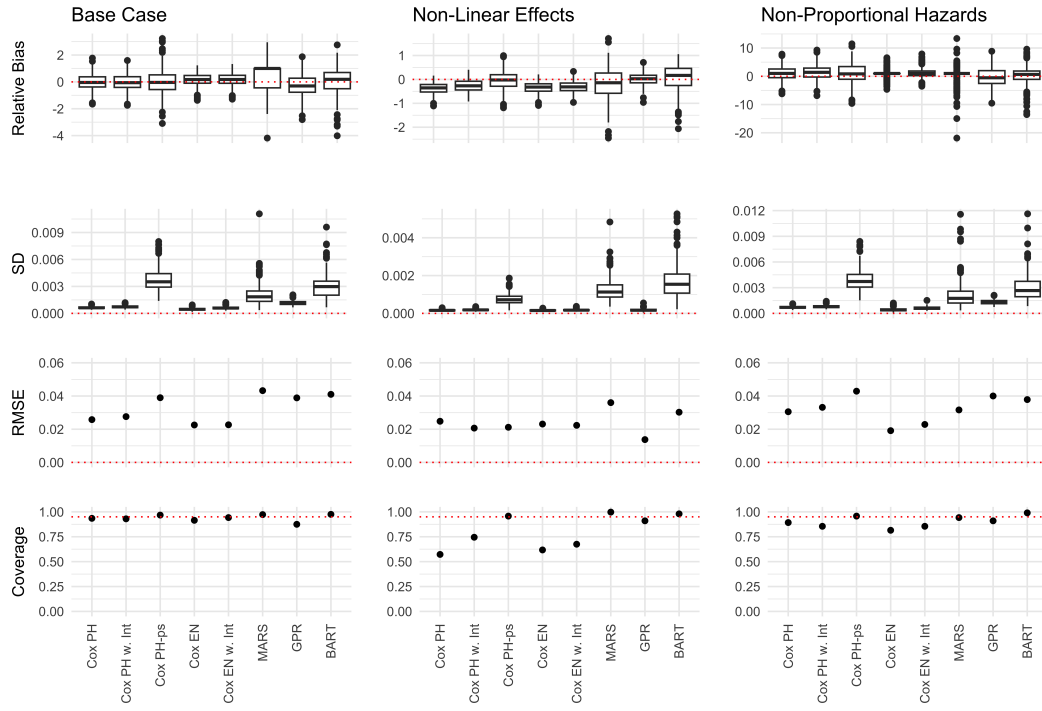 Base Case
Non-Linear Effects
Non-Proportional Hazards
Relative Bias
2
0
-2
-4
1
0
-1
-2
10
0
-10
-20
SD
0.009
0.006
0.003
0.000
0.004
0.002
0.000
0.012
0.009
0.006
0.003
0.000
RMSE
0.06
0.04
0.02
0.00
0.06
0.04
0.02
0.00
0.06
0.04
0.02
0.00
Coverage
1.00
0.75
0.50
0.25
0.00
1.00
0.75
0.50
0.25
0.00
1.00
0.75
0.50
0.25
0.00
Cox PH
Cox PH w. Int
Cox PH-ps
Cox EN
Cox EN w. Int
MARS
GPR
BART
Cox PH
Cox PH w. Int
Cox PH-ps
Cox EN
Cox EN w. Int
MARS
GPR
BART
Cox PH
Cox PH w. Int
Cox PH-ps
Cox EN
Cox EN w. Int
MARS
GPR
BART